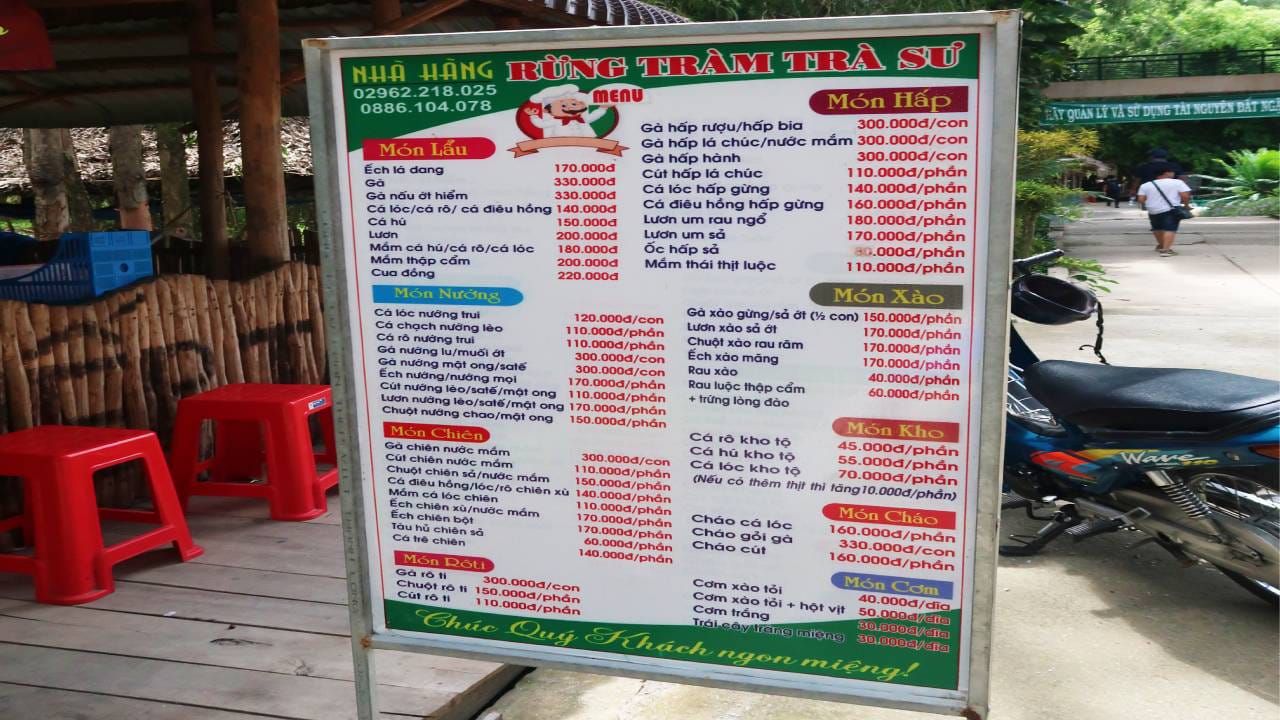 NHÀ HÀNG RỪNG TRÀM TRÀ SƯ
02962.218.025
0886.104.078
MENU
Món Lẩu
Ếch lá dang 170.000đ
Gà 330.000đ
Gà nấu ớt hiểm 330.000đ
Cá lóc/cá rô/ cá điêu hồng 140.000đ
Cá hú 150.000đ
Lươn 200.000đ
Mắm cá hú/cá rô/cá lóc 180.000đ
Mắm thập cẩm 200.000đ
Cua đồng 220.000đ
Món Nướng
Cá lóc nướng trui 120.000đ/con
Cá chạch nướng lèo 110.000đ/phần
Cá rô nướng trui 110.000đ/phần
Gà nướng lu/muối ớt 300.000đ/con
Gà nướng mật ong/satế 300.000đ/con
Ếch nướng/nướng mọi 170.000đ/phần
Cút nướng lèo/satế/mật ong 110.000đ/phần
Lươn nướng lèo/satế/mật ong 170.000đ/phần
Chuột nướng chao/mật ong 150.000đ/phần
Món Chiên
Gà chiên nước mắm 300.000đ/con
Cút chiên nước mắm 110.000đ/phần
Chuột chiên sả/nước mắm 150.000đ/phần
Cá điêu hồng/lóc/rô chiên xù 140.000đ/phần
Mắm cá lóc chiên 110.000đ/phần
Ếch chiên xù/nước mắm 170.000đ/phần
Ếch chiên bột 170.000đ/phần
Tàu hủ chiên sả 60.000đ/phần
Cá trê chiên 140.000đ/phần
Món Rôti
Gà rô ti 300.000đ/con
Chuột rô ti 150.000đ/phần
Cút rô ti 110.000đ/phần
Món Hấp
Gà hấp rượu/hấp bia 300.000đ/con
Gà hấp lá chúc/nước mắm 300.000đ/con
Gà hấp hành 300.000đ/con
Cút hấp lá chúc 110.000đ/phần
Cá lóc hấp gừng 140.000đ/phần
Cá điêu hồng hấp gừng 160.000đ/phần
Lươn um rau ngổ 180.000đ/phần
Lươn um sả 170.000đ/phần
Ốc hấp sả .000đ/phần
Mắm thái thịt luộc 110.000đ/phần
Món Xào
Gà xào gừng/sả ớt (½ con) 150.000đ/phần
Lươn xào sả ớt 170.000đ/phần
Chuột xào rau răm 170.000đ/phần
Ếch xào măng 170.000đ/phần
Rau xào 40.000đ/phần
Rau luộc thập cẩm 60.000đ/phần
+ trứng lòng đào
Món Kho
Cá rô kho tộ 45.000đ/phần
Cá hú kho tộ 55.000đ/phần
Cá lóc kho tộ 70.000đ/phần
(Nếu có thêm thịt thì tăng10.000đ/phần)
Món Cháo
Cháo cá lóc 160.000đ/phần
Cháo gỏi gà 330.000đ/con
Cháo cút 160.000đ/phần
Món Cơm
Cơm xào tỏi 40.000đ/dĩa
Cơm xào tỏi + hột vịt 50.000đ/dĩa
Cơm trắng 30.000đ/dĩa
Trái cây tráng miệng 30.000đ/dĩa
Chúc Quý Khách ngon miệng!
HÃY QUẢN LÝ VÀ SỬ DỤNG TÀI NGUYÊN ĐẤT
Wave